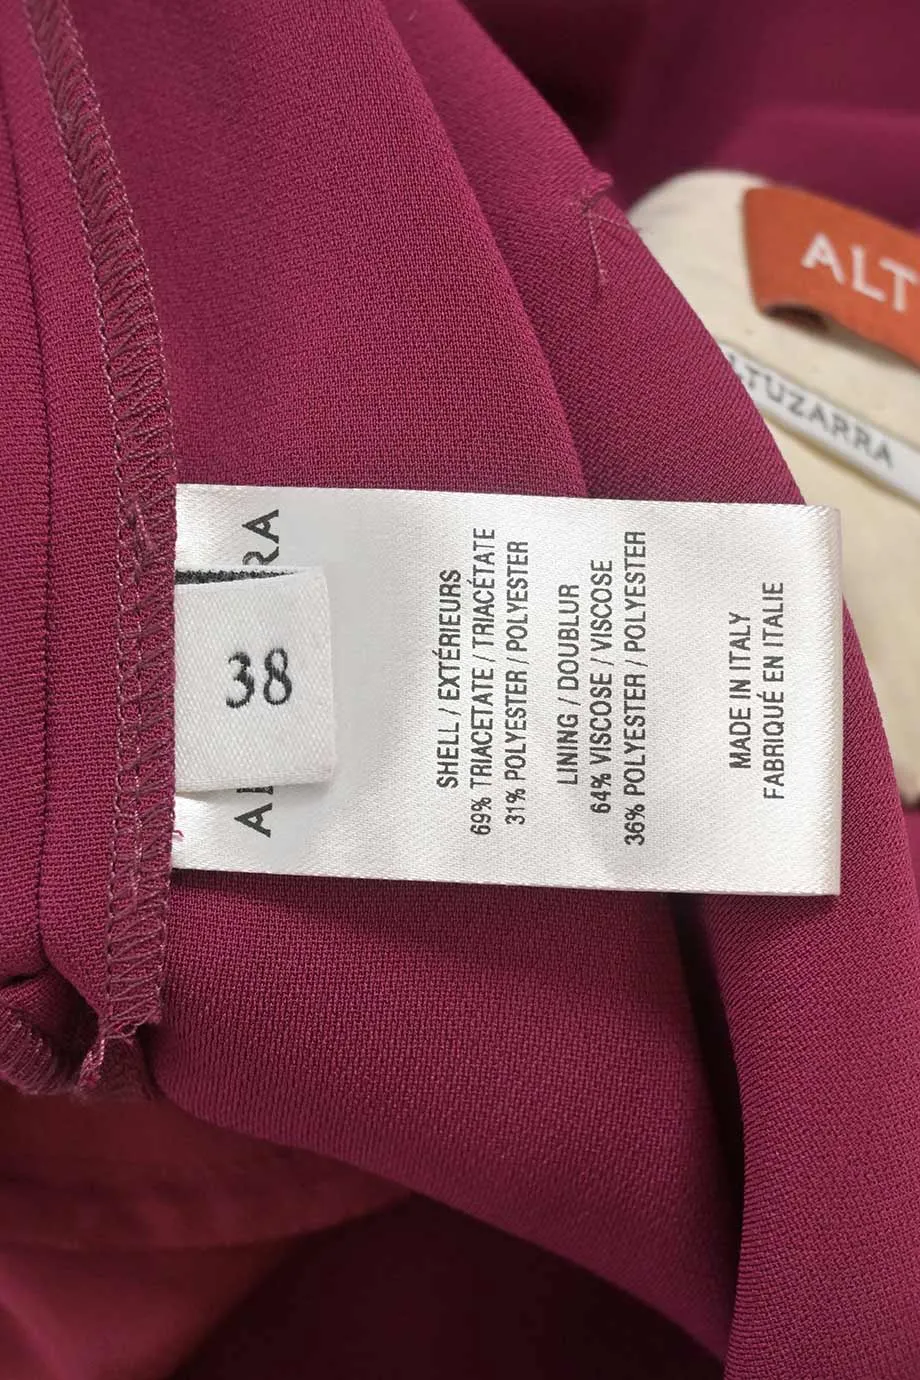 ALT
ALTUZARRA
38
SHELL / EXTÉRIEURS
69% TRIACETATE / TRIACÉTATE
31% POLYESTER / POLYESTER
LINING / DOUBLUR
64% VISCOSE / VISCOSE
36% POLYESTER / POLYESTER
MADE IN ITALY
FABRIQUÉ EN ITALIE